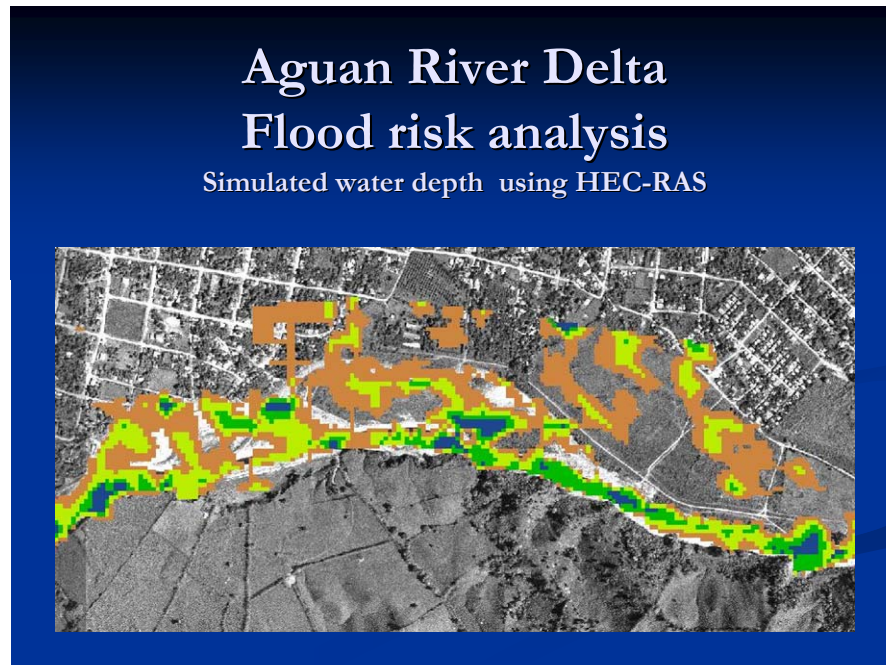 Aguan River Delta
Flood risk analysis
Simulated water depth using HEC-RAS